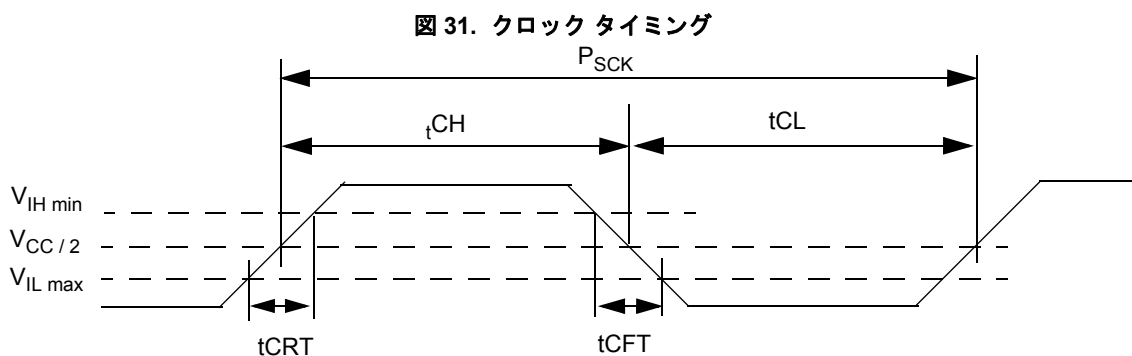 図 31. クロック タイミング
PSCK
tCH
tCL
VIH min
VCC / 2
VIL max
tCRT
tCFT